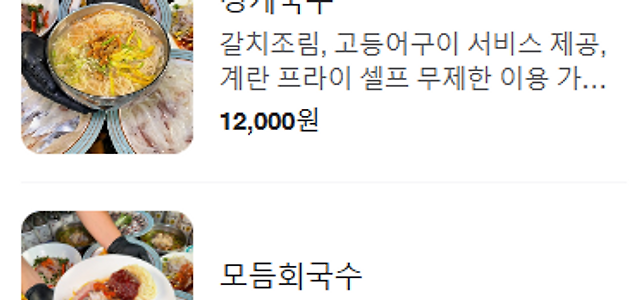 갈치조림, 고등어구이 서비스 제공,
계란 프라이 셀프 무제한 이용 가...
12,000원
모듬회국수